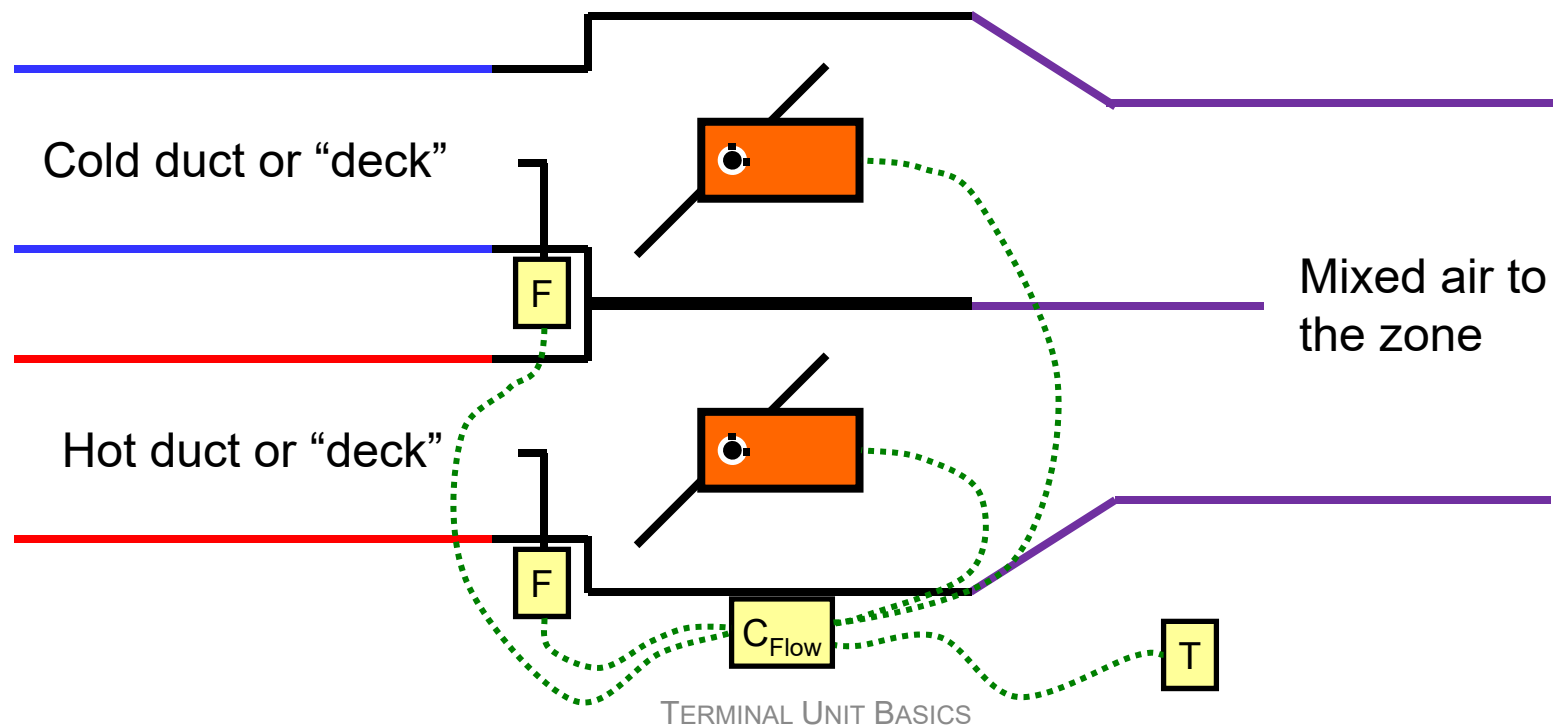 Cold duct or “deck”
F
Mixed air to
the zone
Hot duct or “deck”
F
CFlow
T
TERMINAL UNIT BASICS